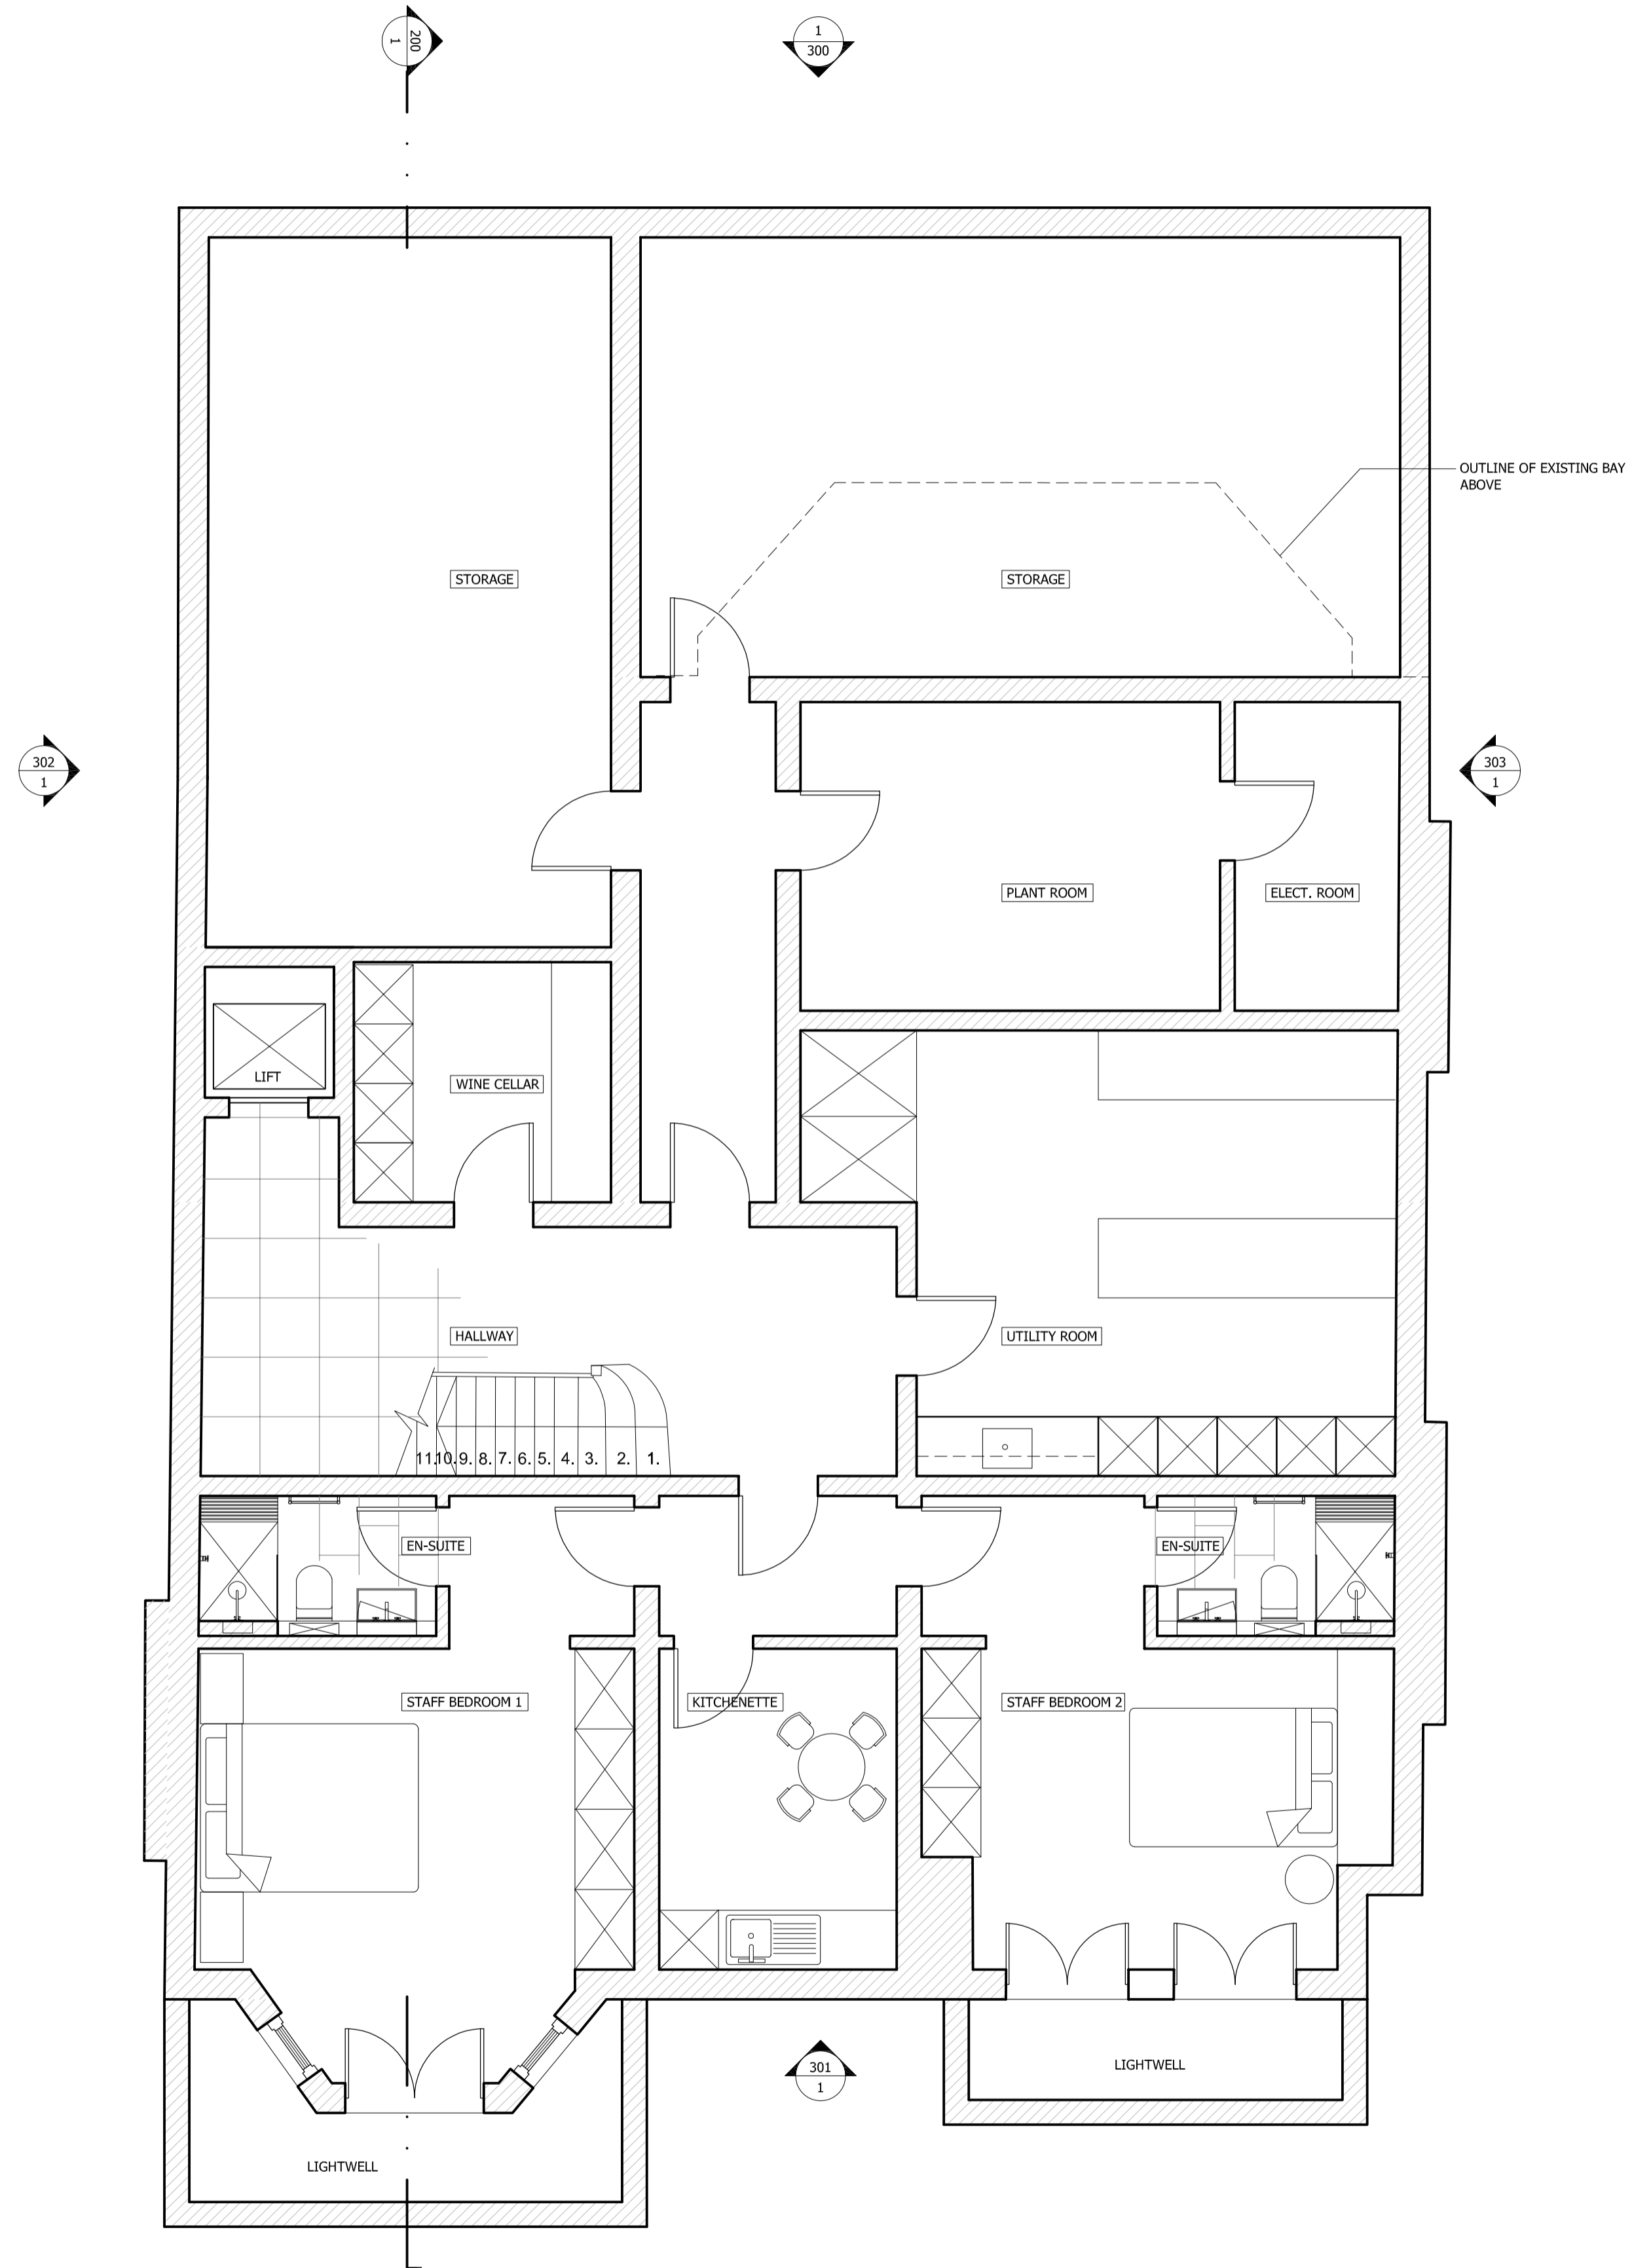 200
1
1
300
OUTLINE OF EXISTING BAY
ABOVE
STORAGE
STORAGE
302
1
303
1
PLANT ROOM
ELECT. ROOM
LIFT
WINE CELLAR
HALLWAY
UTILITY ROOM
11.10.9. 8. 7. 6. 5. 4. 3. 2. 1.
EN-SUITE
EN-SUITE
STAFF BEDROOM 1
KITCHENETTE
STAFF BEDROOM 2
301
1
LIGHTWELL
LIGHTWELL